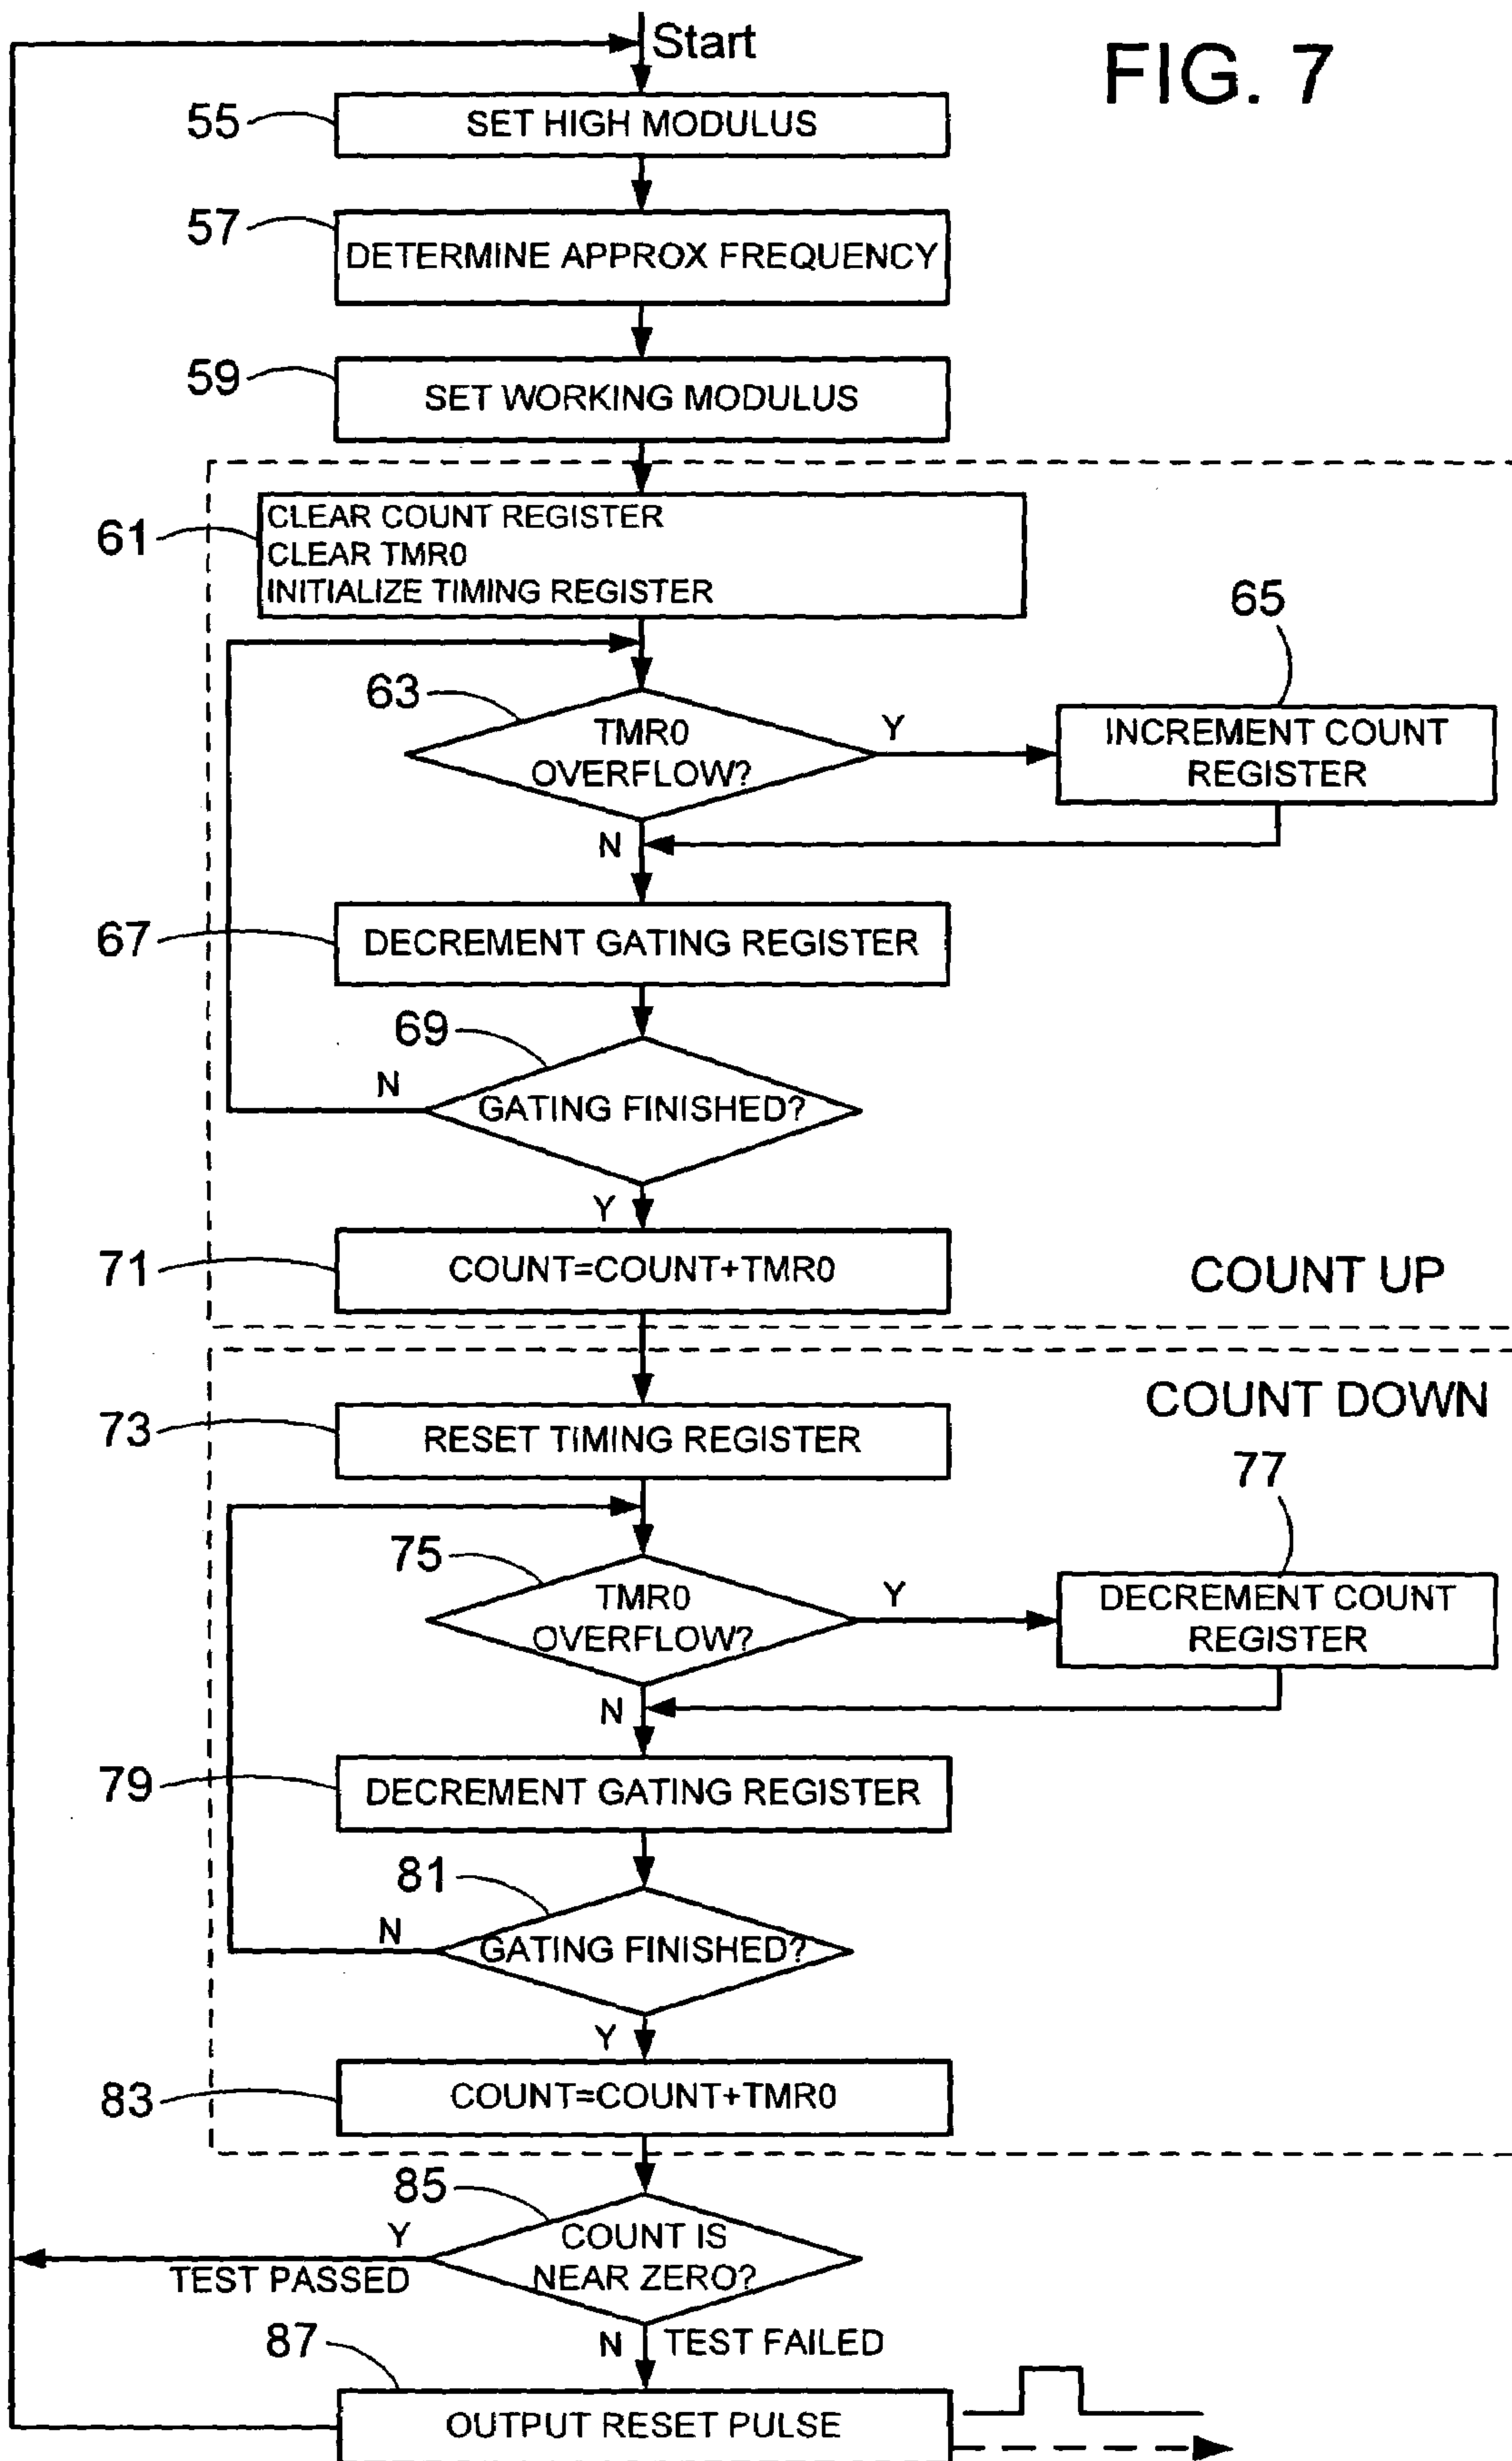 Start
FIG. 7
55
SET HIGH MODULUS
57
DETERMINE APPROX FREQUENCY
59
SET WORKING MODULUS
61
CLEAR COUNT REGISTER
CLEAR TMR0
INITIALIZE TIMING REGISTER
63
TMR0
OVERFLOW?
Y
65
INCREMENT COUNT
REGISTER
N
67
DECREMENT GATING REGISTER
69
N
GATING FINISHED?
Y
71
COUNT=COUNT+TMR0
COUNT UP
COUNT DOWN
73
RESET TIMING REGISTER
75
TMR0
OVERFLOW?
Y
77
DECREMENT COUNT
REGISTER
N
79
DECREMENT GATING REGISTER
81
N
GATING FINISHED?
Y
83
COUNT=COUNT+TMR0
85
Y
COUNT IS
NEAR ZERO?
TEST PASSED
87
N TEST FAILED
OUTPUT RESET PULSE